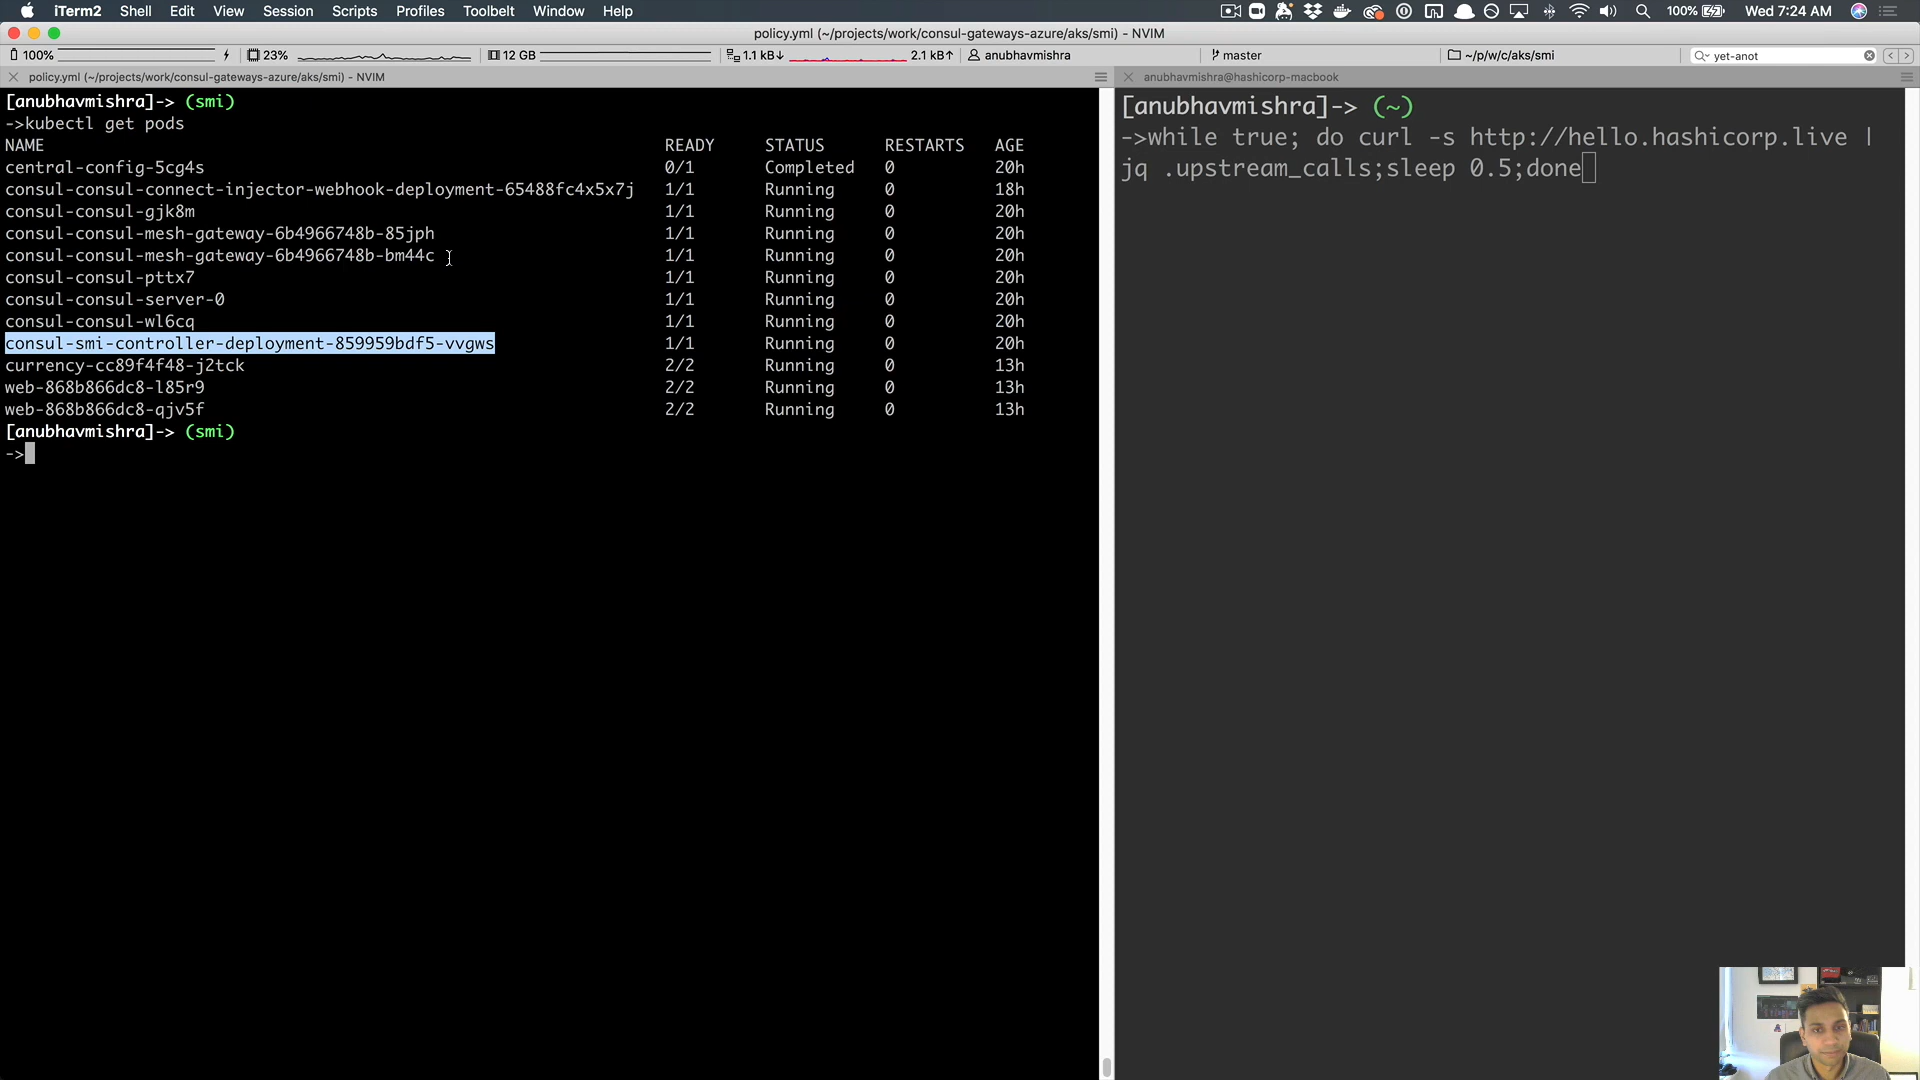 iTerm2 Shell Edit View Session Scripts Profiles Toolbelt Window Help 100% Wed 7:24 AM
policy.yml (~/projects/work/consul-gateways-azure/aks/smi) - NVIM
100% 23% 12 GB 1.1 kB↓ 2.1 kB↑ anubhavmishra master ~/p/w/c/aks/smi yet-anot
policy.yml (~/projects/work/consul-gateways-azure/aks/smi) - NVIM
[anubhavmishra]-> (smi)
->kubectl get pods
NAME READY STATUS RESTARTS AGE
central-config-5cg4s 0/1 Completed 0 20h
consul-consul-connect-injector-webhook-deployment-65488fc4x5x7j 1/1 Running 0 18h
consul-consul-gjk8m 1/1 Running 0 20h
consul-consul-mesh-gateway-6b4966748b-85jph 1/1 Running 0 20h
consul-consul-mesh-gateway-6b4966748b-bm44c 1/1 Running 0 20h
consul-consul-pttx7 1/1 Running 0 20h
consul-consul-server-0 1/1 Running 0 20h
consul-consul-wl6cq 1/1 Running 0 20h
consul-smi-controller-deployment-859959bdf5-vvgws 1/1 Running 0 20h
currency-cc89f4f48-j2tck 2/2 Running 0 13h
web-868b866dc8-l85r9 2/2 Running 0 13h
web-868b866dc8-qjv5f 2/2 Running 0 13h
[anubhavmishra]-> (smi)
->
anubhavmishra@hashicorp-macbook
[anubhavmishra]-> (~)
->while true; do curl -s http://hello.hashicorp.live |
jq .upstream_calls;sleep 0.5;done